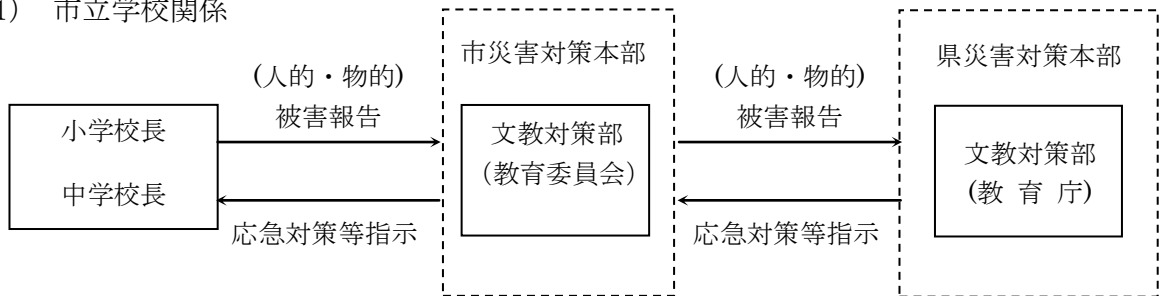 1） 市立学校関係
小学校長
中学校長
(人的・物的)
被害報告
応急対策等指示
市災害対策本部
文教対策部
（教育委員会）
(人的・物的)
被害報告
応急対策等指示
県災害対策本部
文教対策部
(教 育 庁)